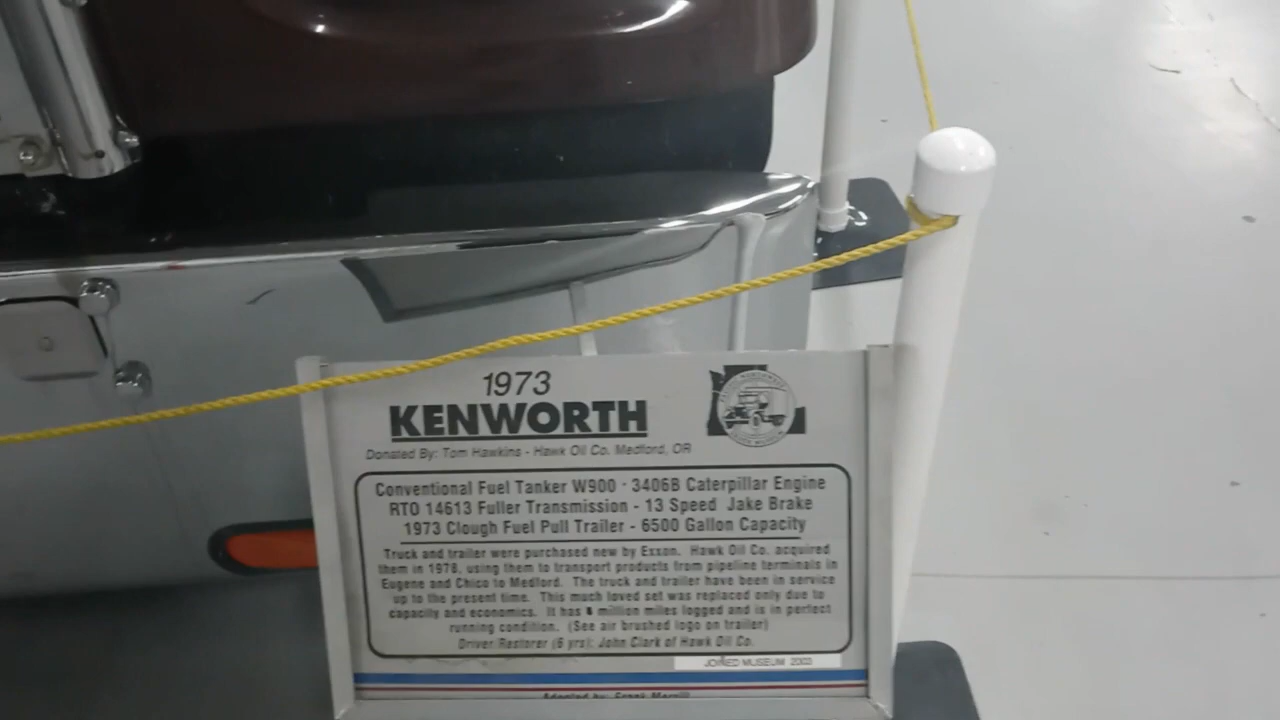 1973
KENWORTH
Donated By: Tom Hawkins - Hawk Oil Co. Medford, OR
Conventional Fuel Tanker W900 · 3406B Caterpillar Engine
RTO 14613 Fuller Transmission - 13 Speed Jake Brake
1973 Clough Fuel Pull Trailer - 6500 Gallon Capacity
Truck and trailer were purchased new by Exxon. Hawk Oil Co. acquired
them in 1978, using them to transport products from pipeline terminals in
Eugene and Chico to Medford. The truck and trailer have been in service
up to the present time. This much loved set was replaced only due to
capacity and economics. It has million miles logged and is in perfect
running condition. (See air brushed logo on trailer)
Driver/Restorer (6 yrs): John Clark of Hawk Oil Co.
JOINED MUSEUM 2003
Adopted by: Frank Merrill